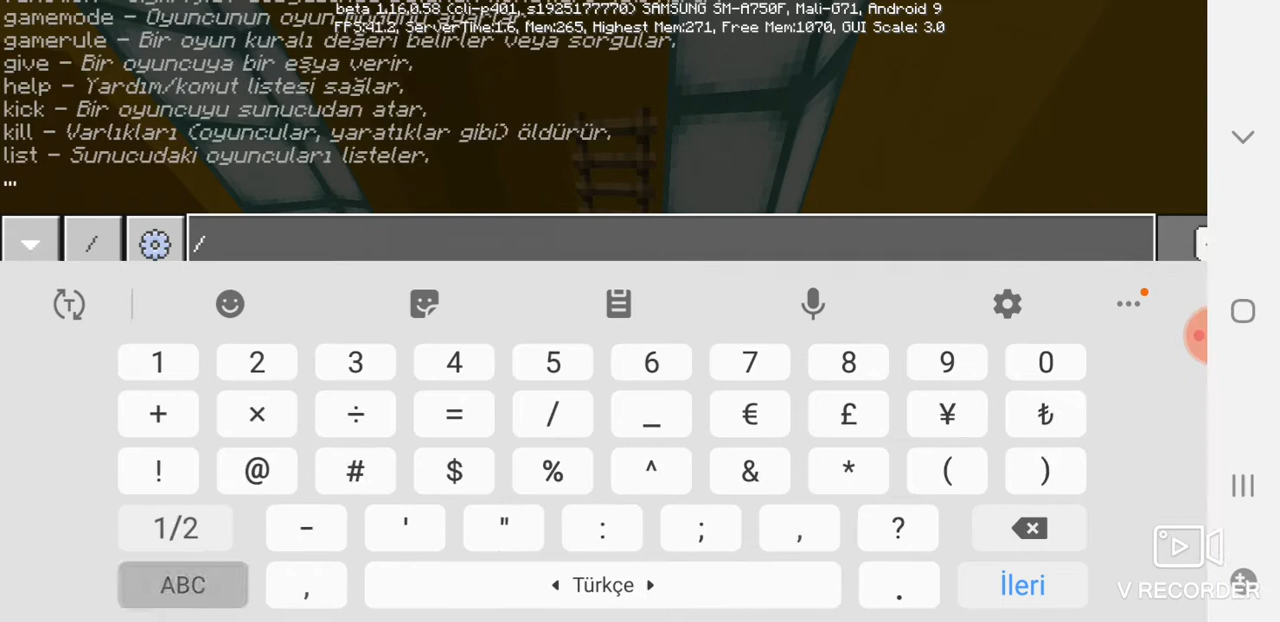 beta 1.16.0.58 (cli-p401, s19251777770) SAMSUNG SM-A750F, Mali-G71, Android 9
FPS:41.2, ServerTime:1.6, Mem:265, Highest Mem:271, Free Mem:1070, GUI Scale: 3.0
gamemode - Oyuncunun oyun modunu ayarlar.
gamerule - Bir oyun kuralı değeri belirler veya sorgular.
give - Bir oyuncuya bir eşya verir.
help - Yardım/komut listesi sağlar.
kick - Bir oyuncuyu sunucudan atar.
kill - Varlıkları (oyuncular, yaratıklar gibi) öldürür.
list - Sunucudaki oyuncuları listeler.
...
/ /
1 2 3 4 5 6 7 8 9 0
+ × ÷ = / _ € £ ¥ ₺
! @ # $ % ^ & * ( )
1/2 - ' " : ; , ?
ABC , Türkçe . İleri
V RECORDER